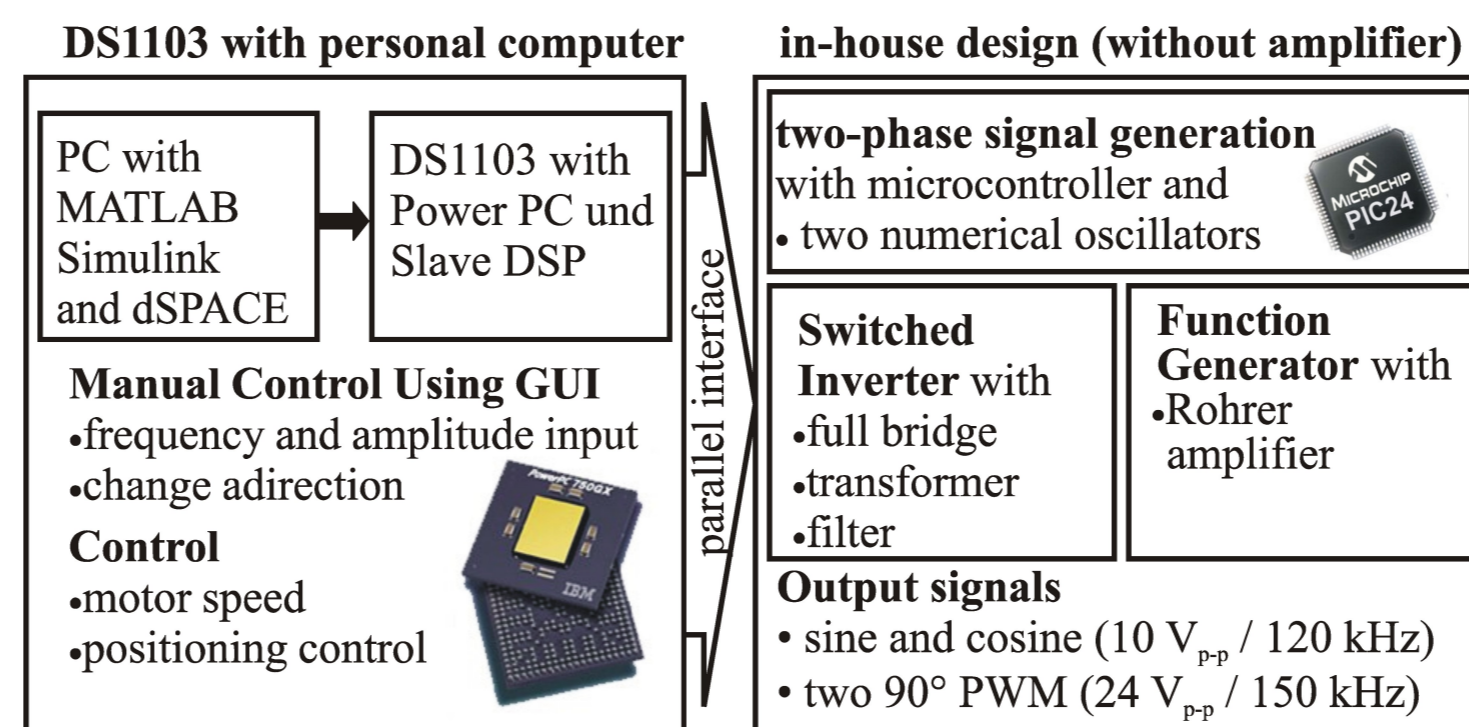 DS1103 with personal computer
PC with
MATLAB
Simulink
and dSPACE
DS1103 with
Power PC und
Slave DSP
Manual Control Using GUI
•frequency and amplitude input
•change adirection
Control
•motor speed
•positioning control
PowerPC 750GX
IBM
parallel interface
in-house design (without amplifier)
two-phase signal generation
with microcontroller and
• two numerical oscillators
MICROCHIP
PIC24
Switched
Inverter with
•full bridge
•transformer
•filter
Function
Generator with
•Rohrer
amplifier
Output signals
• sine and cosine (10 Vp-p / 120 kHz)
• two 90° PWM (24 Vp-p / 150 kHz)